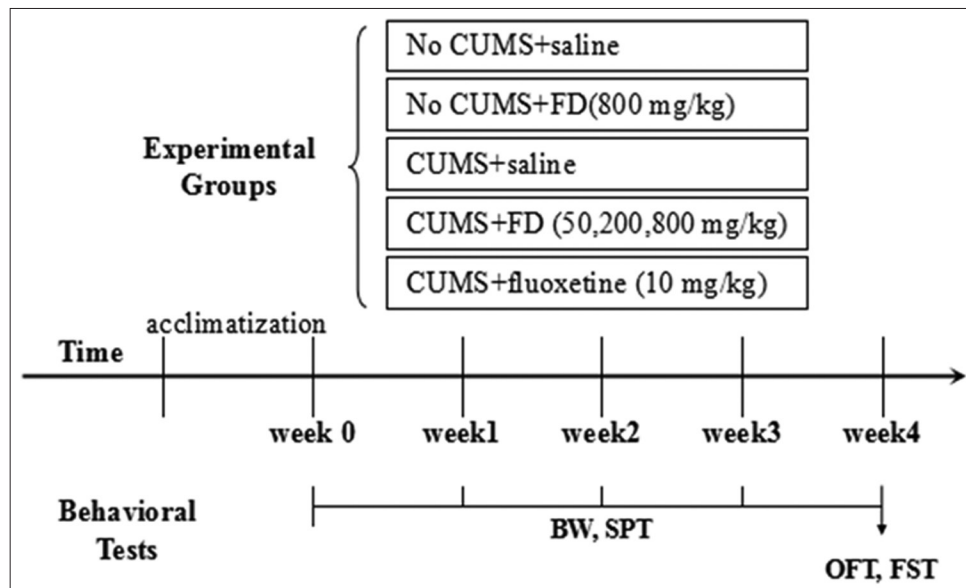 No CUMS+saline
No CUMS+FD(800 mg/kg)
Experimental
Groups
CUMS+saline
CUMS+FD (50,200,800 mg/kg)
CUMS+fluoxetine (10 mg/kg)
acclimatization
Time
week 0 week1 week2 week3 week4
Behavioral
Tests
BW, SPT
OFT, FST